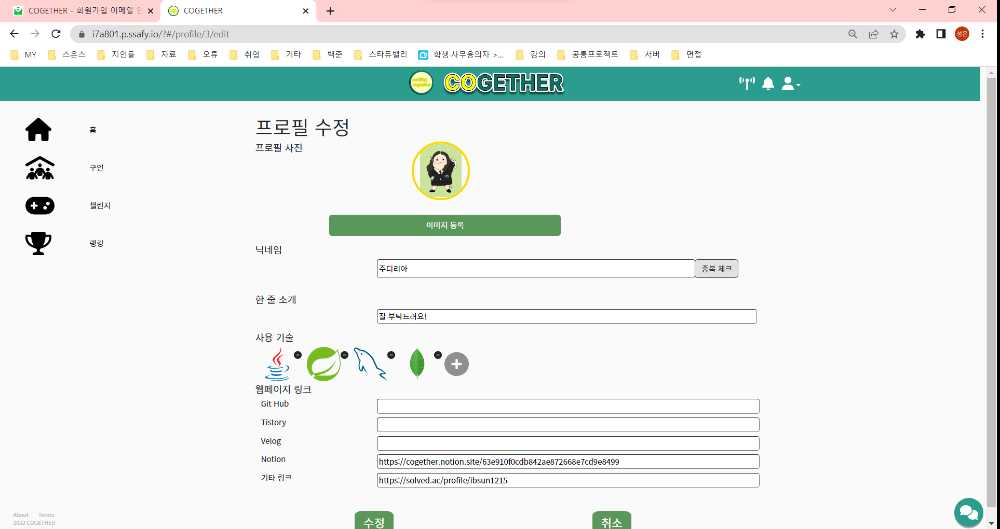 COGETHER - 회원가입 이메일
COGETHER
i7a801.p.ssafy.io/?#/profile/3/edit
성은
MY 스온스 지인들 자료 오류 취업 기타 백준 스타듀밸리 학생·사무용의자 >... 강의 공통프로젝트 서버 면접
coding
together
COGETHER
홈
구인
챌린지
랭킹
프로필 수정
프로필 사진
이미지 등록
닉네임
주디리아 중복 체크
한 줄 소개
잘 부탁드려요!
사용 기술
웹페이지 링크
Git Hub
Tistory
Velog
Notion https://cogether.notion.site/63e910f0cdb842ae872668e7cd9e8499
기타 링크 https://solved.ac/profile/ibsun1215
수정 취소
About Terms
2022 COGETHER